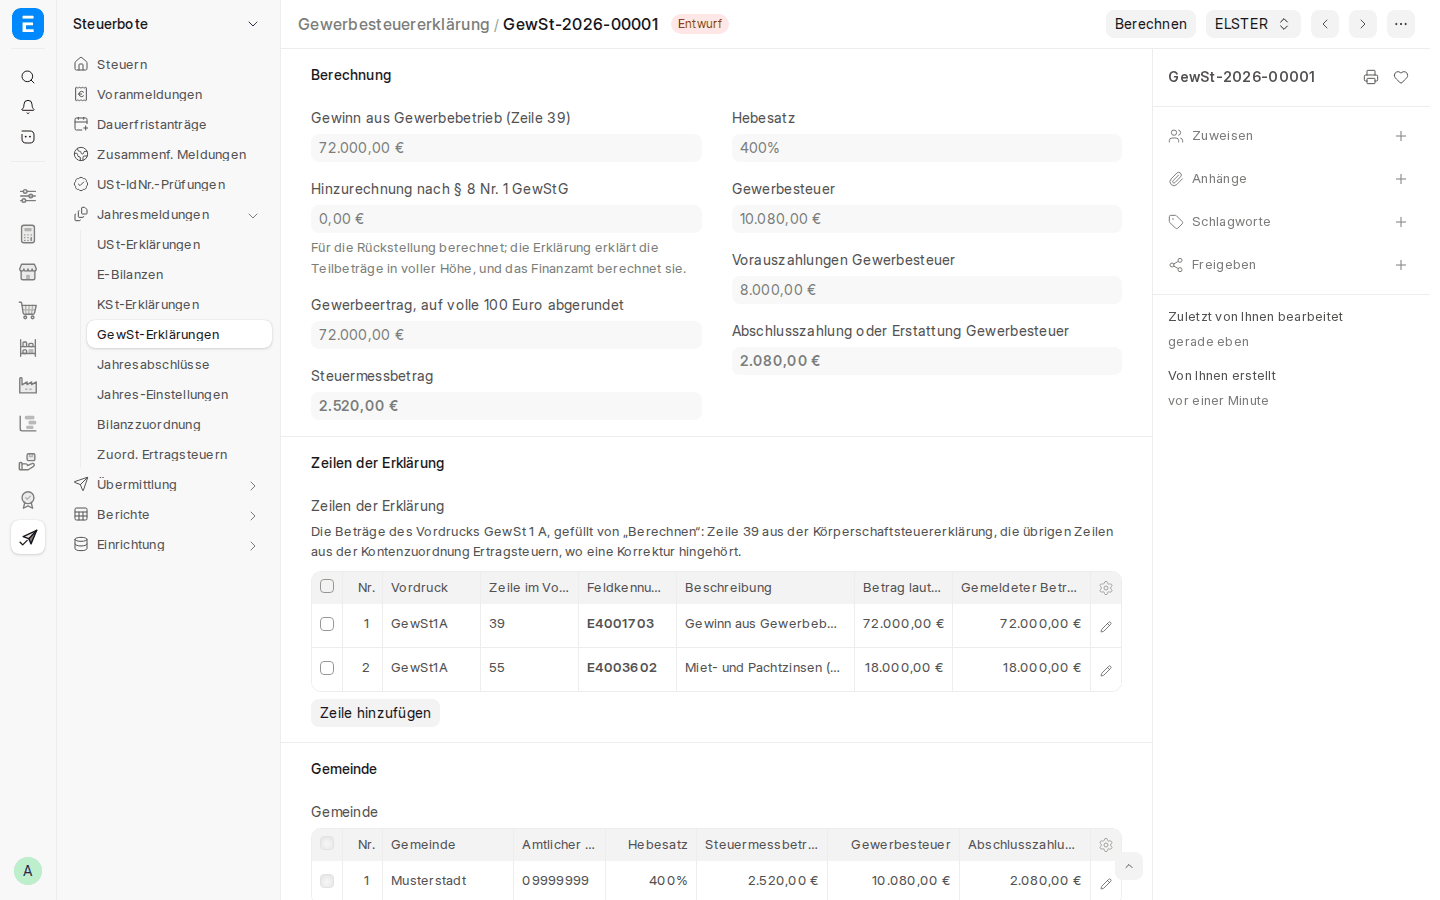 Steuerbote
Steuern
Voranmeldungen
Dauerfristanträge
Zusammenf. Meldungen
USt-IdNr.-Prüfungen
Jahresmeldungen
USt-Erklärungen
E-Bilanzen
KSt-Erklärungen
GewSt-Erklärungen
Jahresabschlüsse
Jahres-Einstellungen
Bilanzzuordnung
Zuord. Ertragsteuern
Übermittlung
Berichte
Einrichtung
A
Gewerbesteuererklärung / GewSt-2026-00001 Entwurf
Berechnen ELSTER
Berechnung
Gewinn aus Gewerbebetrieb (Zeile 39)
72.000,00 €
Hinzurechnung nach § 8 Nr. 1 GewStG
0,00 €
Für die Rückstellung berechnet; die Erklärung erklärt die
Teilbeträge in voller Höhe, und das Finanzamt berechnet sie.
Gewerbeertrag, auf volle 100 Euro abgerundet
72.000,00 €
Steuermessbetrag
2.520,00 €
Hebesatz
400%
Gewerbesteuer
10.080,00 €
Vorauszahlungen Gewerbesteuer
8.000,00 €
Abschlusszahlung oder Erstattung Gewerbesteuer
2.080,00 €
Zeilen der Erklärung
Zeilen der Erklärung
Die Beträge des Vordrucks GewSt 1 A, gefüllt von „Berechnen“: Zeile 39 aus der Körperschaftsteuererklärung, die übrigen Zeilen
aus der Kontenzuordnung Ertragsteuern, wo eine Korrektur hingehört.
Nr. Vordruck Zeile im Vo... Feldkennu... Beschreibung Betrag laut... Gemeldeter Betr...
1 GewSt1A 39 E4001703 Gewinn aus Gewerbeb... 72.000,00 € 72.000,00 €
2 GewSt1A 55 E4003602 Miet- und Pachtzinsen (... 18.000,00 € 18.000,00 €
Zeile hinzufügen
Gemeinde
Gemeinde
Nr. Gemeinde Amtlicher ... Hebesatz Steuermessbetr... Gewerbesteuer Abschlusszahlu...
1 Musterstadt 09999999 400% 2.520,00 € 10.080,00 € 2.080,00 €
GewSt-2026-00001
Zuweisen
Anhänge
Schlagworte
Freigeben
Zuletzt von Ihnen bearbeitet
gerade eben
Von Ihnen erstellt
vor einer Minute